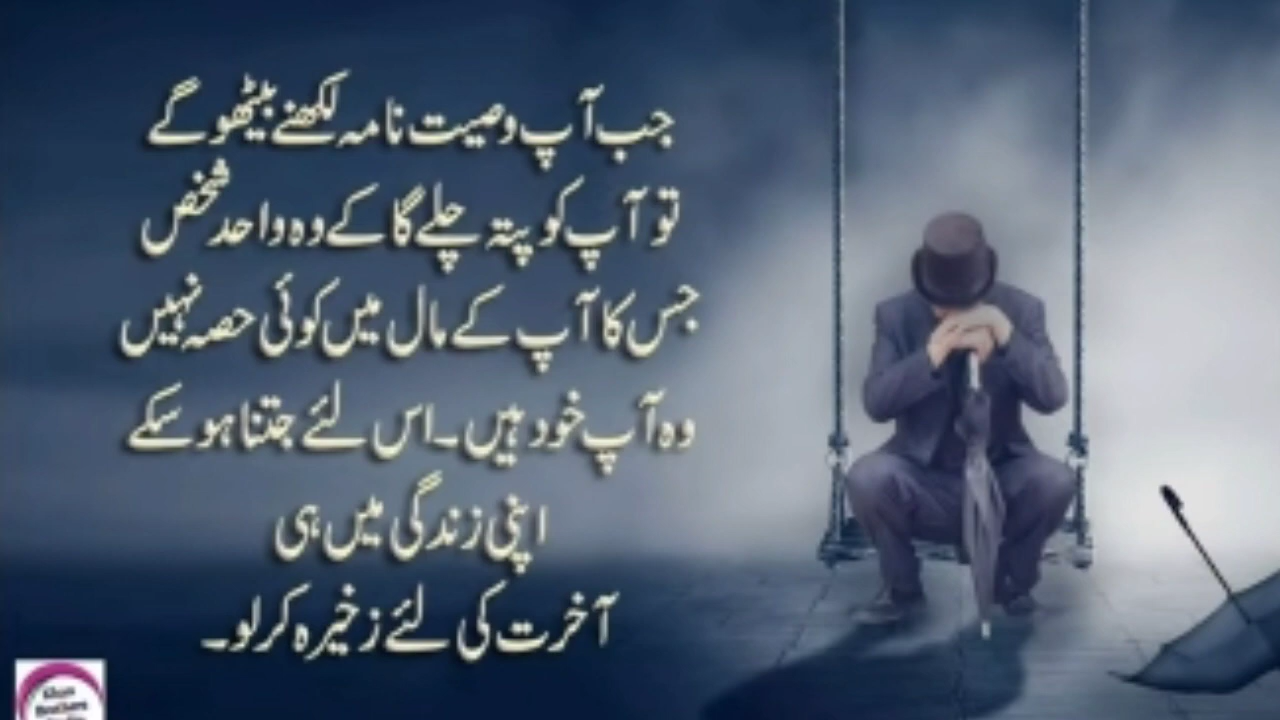 جب آپ وصیت نامہ لکھنے بیٹھو گے
تو آپ کو پتہ چلے گا کے وہ واحد شخص
جس کا آپ کے مال میں کوئی حصہ نہیں
وہ آپ خود ہیں۔ اس لئے جتنا ہو سکے
اپنی زندگی میں ہی
آخرت کی لئے زخیرہ کر لو۔